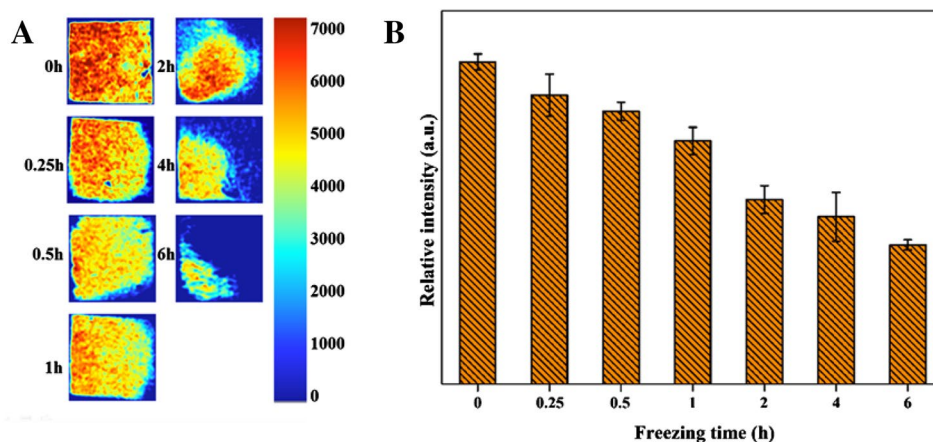 A
0h
2h
0.25h
4h
0.5h
6h
1h
7000
6000
5000
4000
3000
2000
1000
0
B
Relative intensity (a.u.)
0 0.25 0.5 1 2 4 6
Freezing time (h)